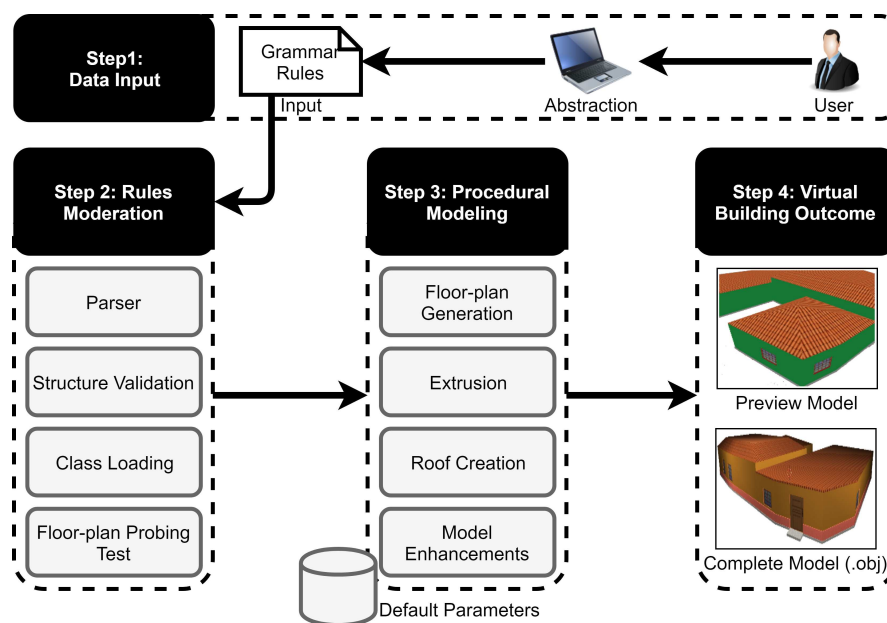 Step1:
Data Input
Grammar
Rules
Input
Abstraction
User
Step 2: Rules
Moderation
Parser
Structure Validation
Class Loading
Floor-plan Probing
Test
Step 3: Procedural
Modeling
Floor-plan
Generation
Extrusion
Roof Creation
Model
Enhancements
Default Parameters
Step 4: Virtual
Building Outcome
Preview Model
Complete Model (.obj)